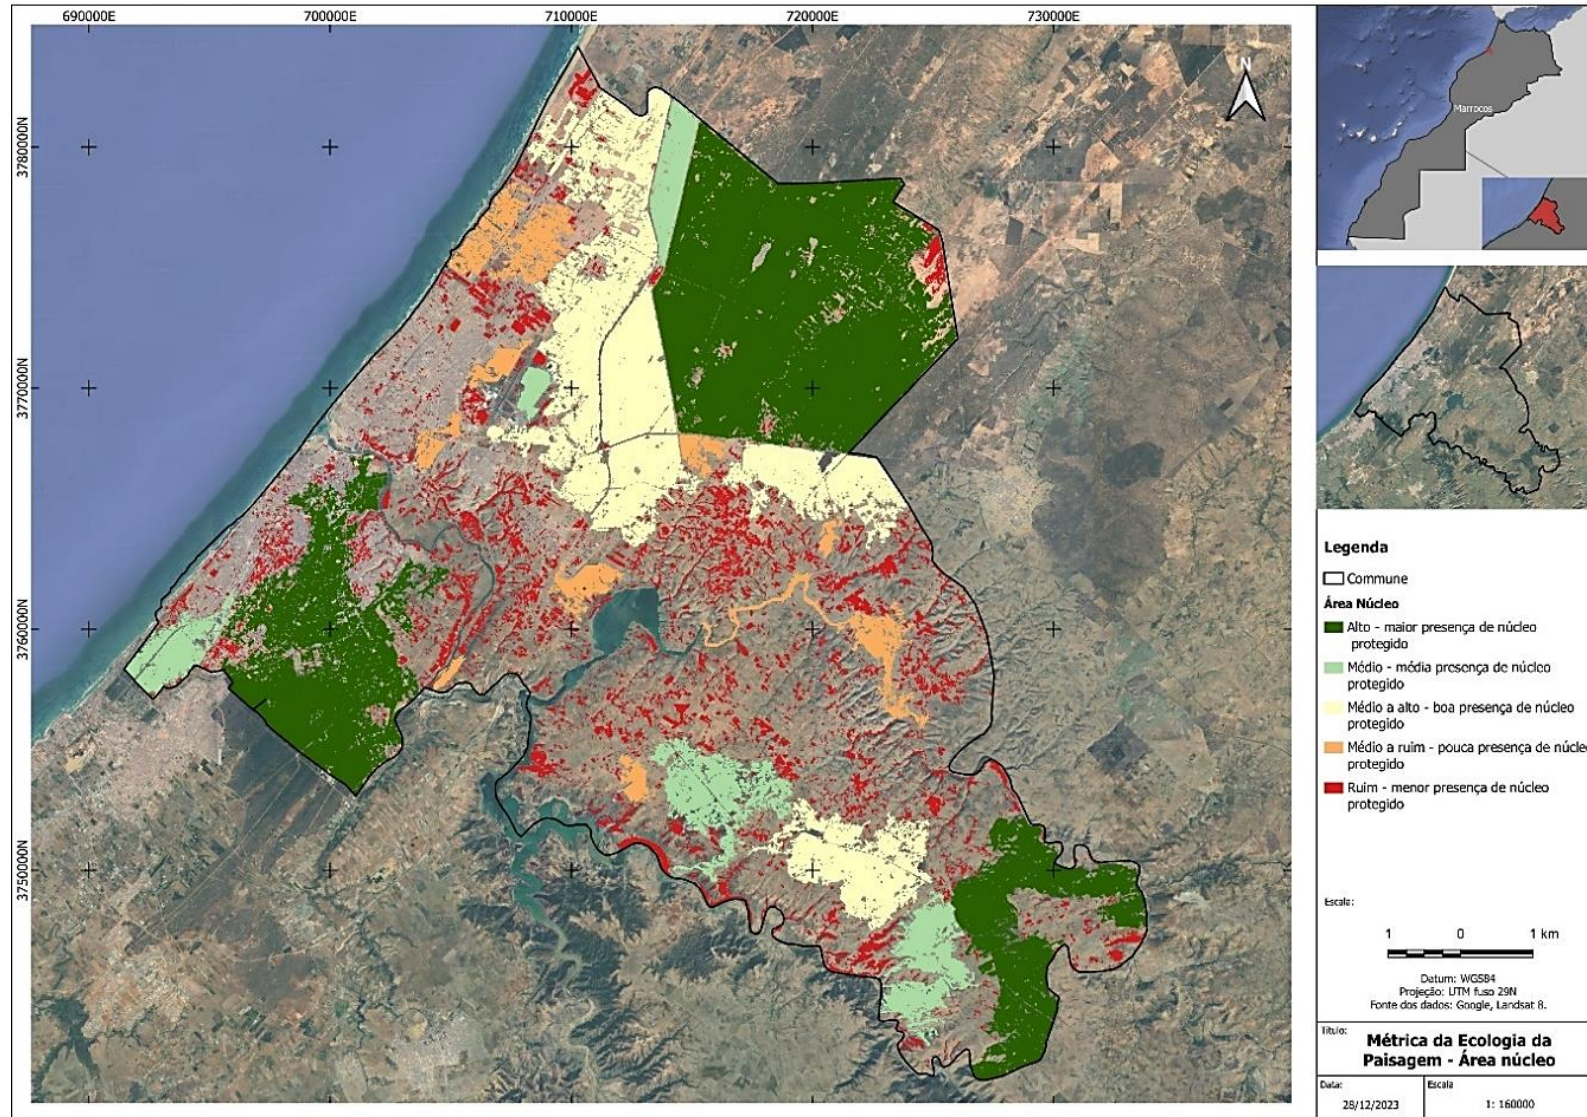 690000E 700000E 710000E 720000E 730000E
3780000N
3770000N
3760000N
3750000N
N
Marrocos
Legenda
Commune
Área Núcleo
Alto - maior presença de núcleo
protegido
Médio - média presença de núcleo
protegido
Médio a alto - boa presença de núcleo
protegido
Médio a ruim - pouca presença de núcleo
protegido
Ruim - menor presença de núcleo
protegido
Escala:
1 0 1 km
Datum: WGS84
Projeção: UTM fuso 29N
Fonte dos dados: Google, Landsat 8.
Título:
Métrica da Ecologia da
Paisagem - Área núcleo
Data:
28/12/2023
Escala
1: 160000